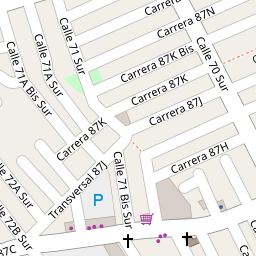 Carrera 87N
Calle 71 Sur
Carrera 87K Bis
Calle 70 Sur
Calle 71A Sur
Calle 71A Bis Sur
Carrera 87K
Carrera 87J
Carrera 87K
Carrera 87H
Calle 71 Bis Sur
Transversal 87J
Calle 72A Sur
Calle 72B Sur
87C
P